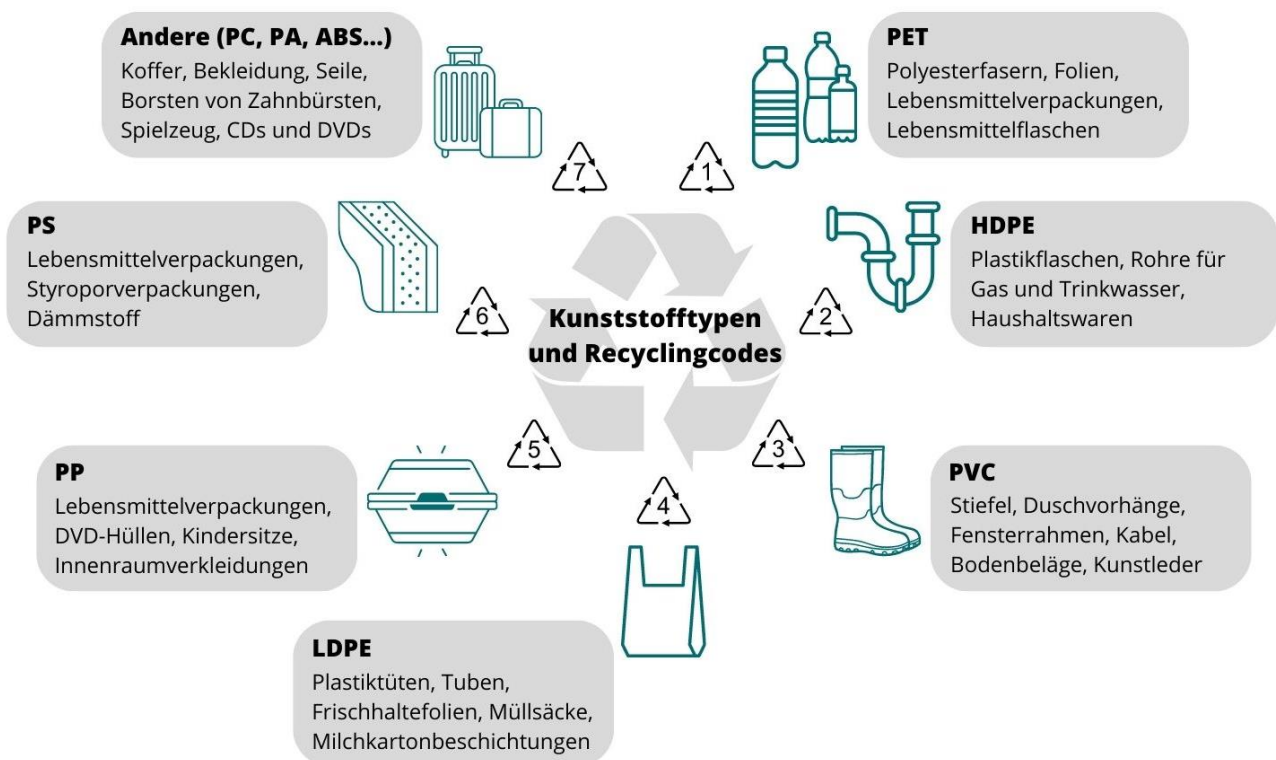 Kunststofftypen
und Recyclingcodes
1
PET
Polyesterfasern, Folien,
Lebensmittelverpackungen,
Lebensmittelflaschen
2
HDPE
Plastikflaschen, Rohre für
Gas und Trinkwasser,
Haushaltswaren
3
PVC
Stiefel, Duschvorhänge,
Fensterrahmen, Kabel,
Bodenbeläge, Kunstleder
4
LDPE
Plastiktüten, Tuben,
Frischhaltefolien, Müllsäcke,
Milchkartonbeschichtungen
5
PP
Lebensmittelverpackungen,
DVD-Hüllen, Kindersitze,
Innenraumverkleidungen
6
PS
Lebensmittelverpackungen,
Styroporverpackungen,
Dämmstoff
7
Andere (PC, PA, ABS...)
Koffer, Bekleidung, Seile,
Borsten von Zahnbürsten,
Spielzeug, CDs und DVDs